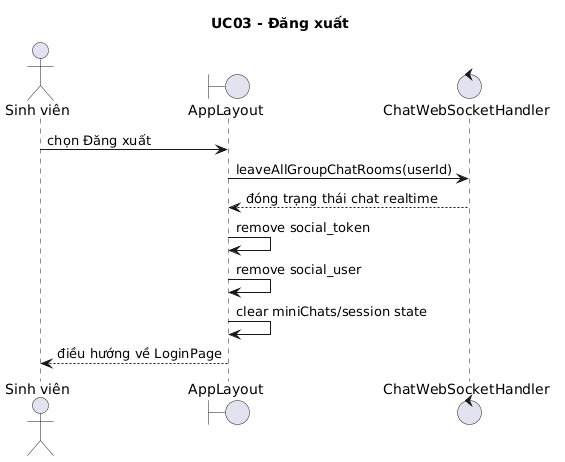 UC03 - Đăng xuất
Sinh viên
AppLayout
ChatWebSocketHandler
chọn Đăng xuất
leaveAllGroupChatRooms(userId)
đóng trạng thái chat realtime
remove social_token
remove social_user
clear miniChats/session state
điều hướng về LoginPage
Sinh viên
AppLayout
ChatWebSocketHandler